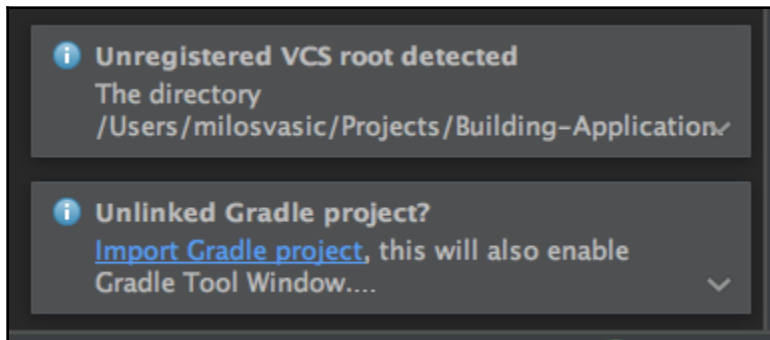 Unregistered VCS root detected
The directory
/Users/milosvasic/Projects/Building-Application
Unlinked Gradle project?
Import Gradle project, this will also enable
Gradle Tool Window....